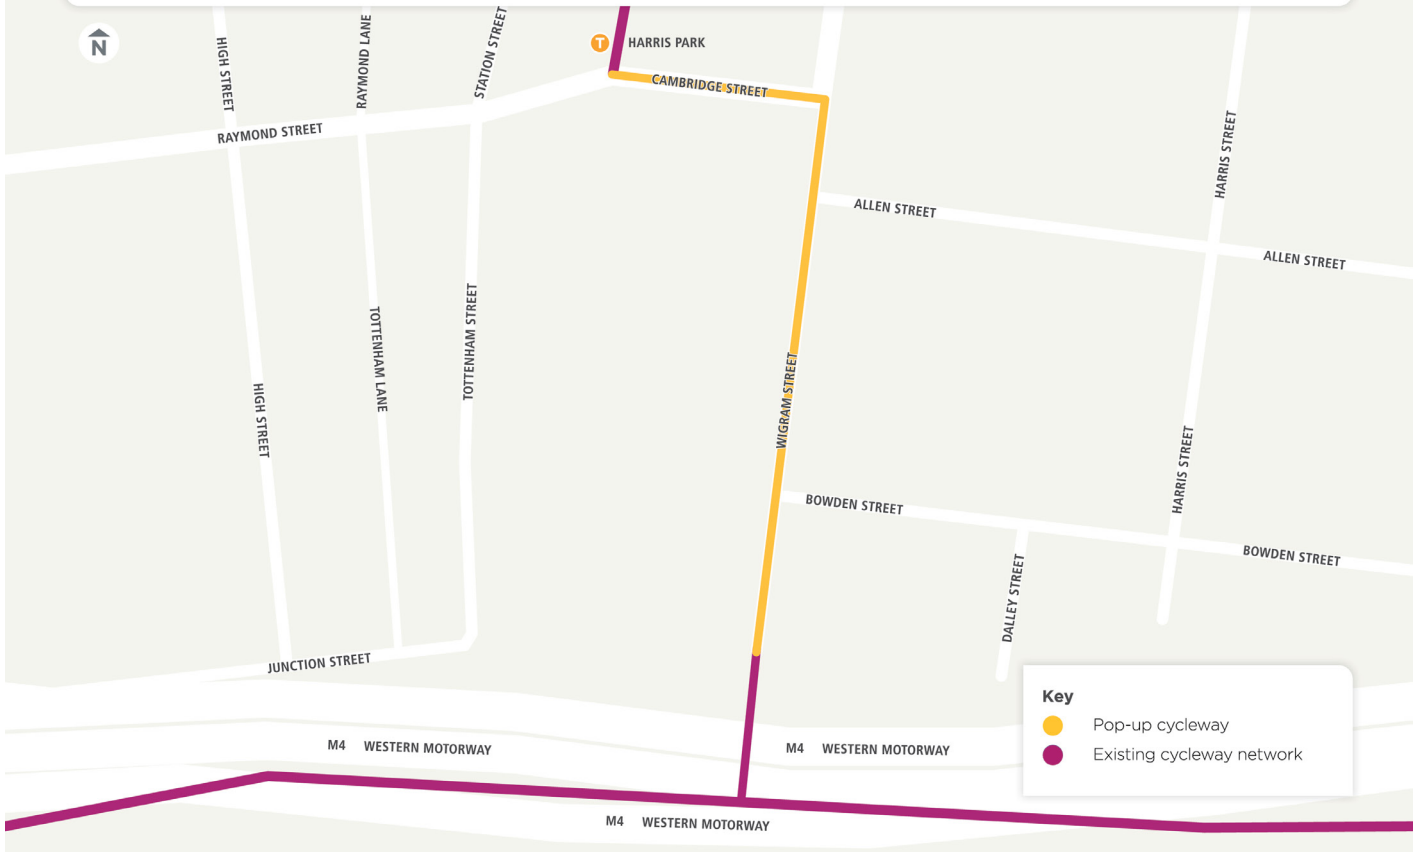 N
HIGH STREET
RAYMOND LANE
STATION STREET
T
HARRIS PARK
CAMBRIDGE STREET
RAYMOND STREET
HARRIS STREET
ALLEN STREET
ALLEN STREET
TOTTENHAM LANE
TOTTENHAM STREET
HIGH STREET
WIGRAM STREET
HARRIS STREET
BOWDEN STREET
BOWDEN STREET
DALLEY STREET
JUNCTION STREET
M4 WESTERN MOTORWAY
M4 WESTERN MOTORWAY
M4 WESTERN MOTORWAY
Key
Pop-up cycleway
Existing cycleway network